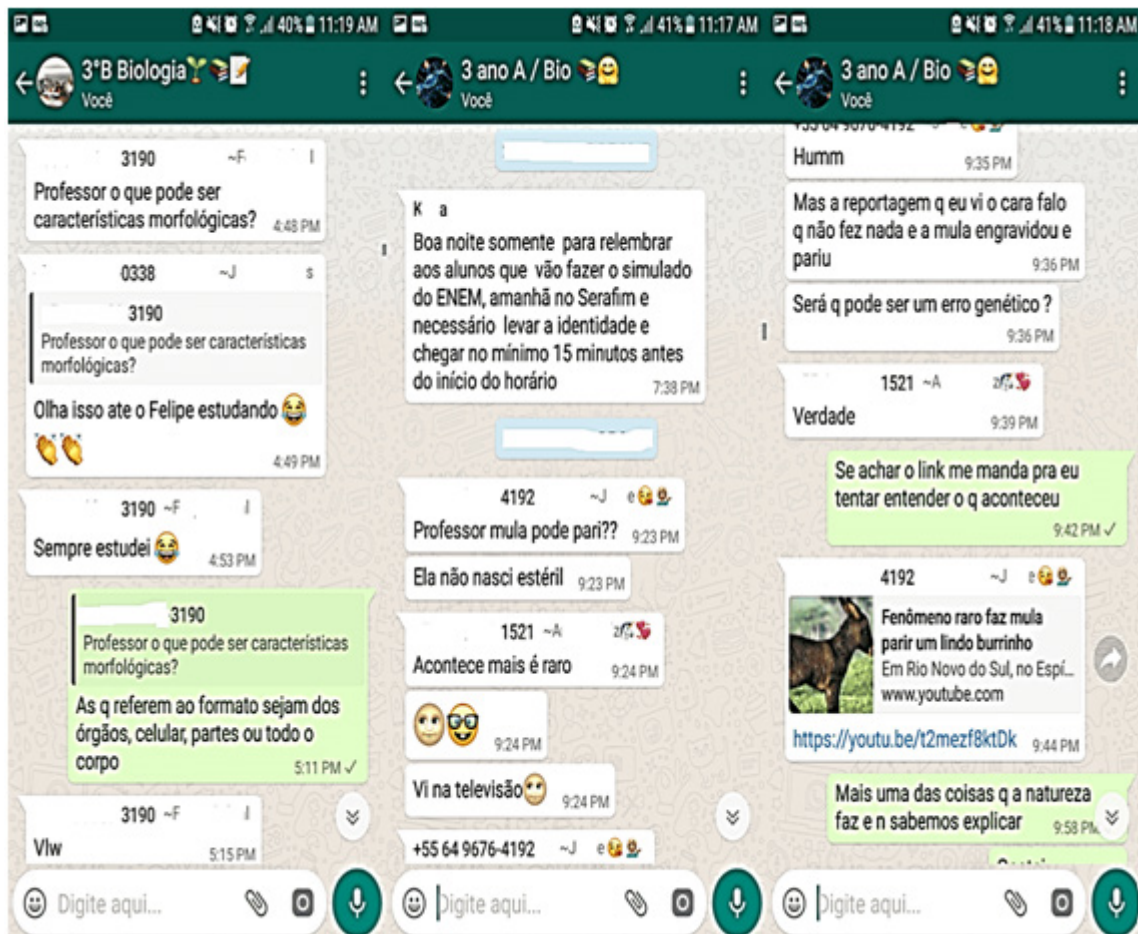 40% 11:19 AM
3°B Biologia
Você
3190 ~F l
Professor o que pode ser
características morfológicas?
4:48 PM
0338 ~J s
3190
Professor o que pode ser características
morfológicas?
Olha isso ate o Felipe estudando
4:49 PM
3190 ~F l
Sempre estudei
4:53 PM
3190
Professor o que pode ser características
morfológicas?
As q referem ao formato sejam dos
órgãos, celular, partes ou todo o
corpo
5:11 PM
3190 ~F l
Vlw
5:15 PM
Digite aqui...
41% 11:17 AM
3 ano A / Bio
Você
K a
Boa noite somente para relembrar
aos alunos que vão fazer o simulado
do ENEM, amanhã no Serafim e
necessário levar a identidade e
chegar no mínimo 15 minutos antes
do início do horário
7:38 PM
4192 ~J e
Professor mula pode pari??
9:23 PM
Ela não nasci estéril
9:23 PM
1521 ~A
Acontece mais é raro
9:24 PM
9:24 PM
Vi na televisão
9:24 PM
+55 64 9676-4192 ~J e
Digite aqui...
41% 11:18 AM
3 ano A / Bio
Você
+55 64 9676-4192 ~J e
Humm
9:35 PM
Mas a reportagem q eu vi o cara falo
q não fez nada e a mula engravidou e
pariu
9:36 PM
Será q pode ser um erro genético ?
9:36 PM
1521 ~A
Verdade
9:39 PM
Se achar o link me manda pra eu
tentar entender o q aconteceu
9:42 PM
4192 ~J e
Fenômeno raro faz mula
parir um lindo burrinho
Em Rio Novo do Sul, no Espí...
www.youtube.com
https://youtu.be/t2mezf8ktDk
9:44 PM
Mais uma das coisas q a natureza
faz e n sabemos explicar
9:58 PM
Digite aqui...